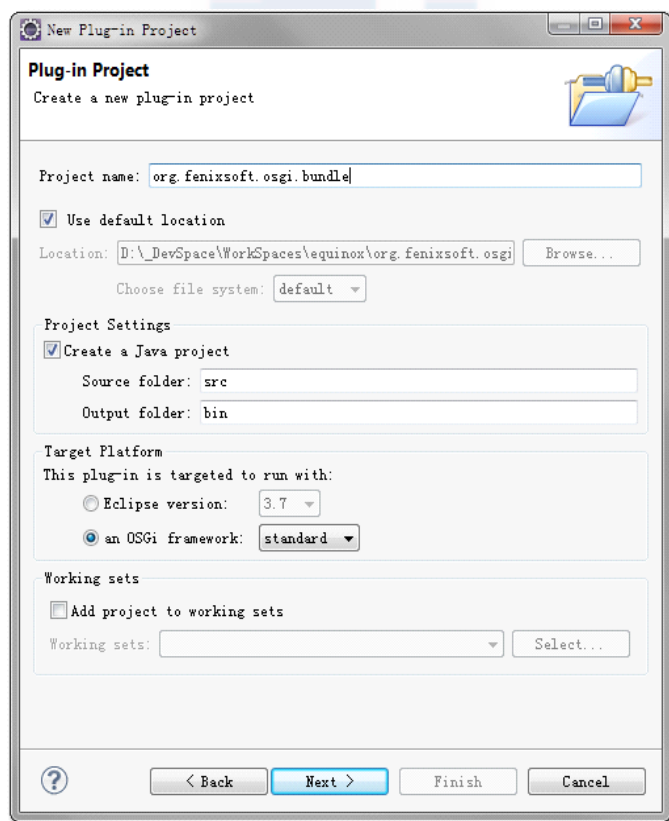 New Plug-in Project
Plug-in Project
Create a new plug-in project
Project name: org.fenixsoft.osgi.bundle
Use default location
Location: D:\_DevSpace\WorkSpaces\equinox\org.fenixsoft.osgi Browse...
Choose file system: default
Project Settings
Create a Java project
Source folder: src
Output folder: bin
Target Platform
This plug-in is targeted to run with:
Eclipse version: 3.7
an OSGi framework: standard
Working sets
Add project to working sets
Working sets: Select...
? < Back Next > Finish Cancel